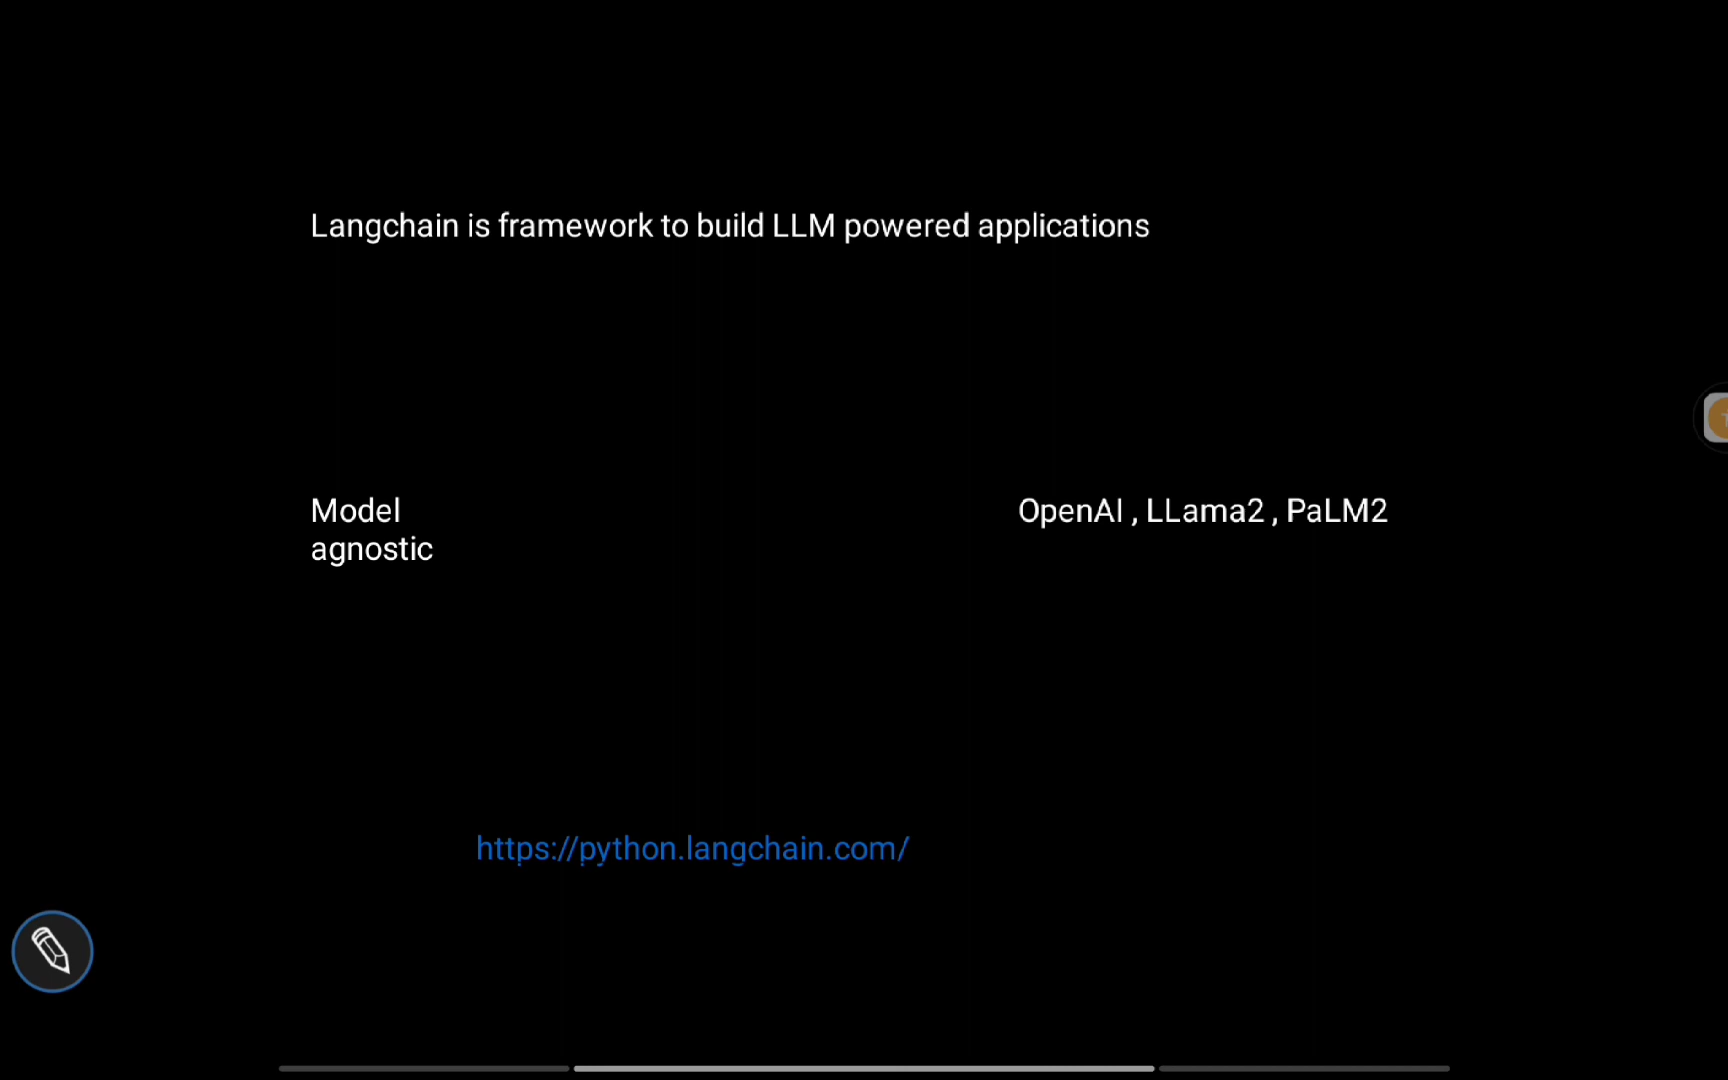 Langchain is framework to build LLM powered applications
Model
agnostic
OpenAI , LLama2 , PaLM2
https://python.langchain.com/